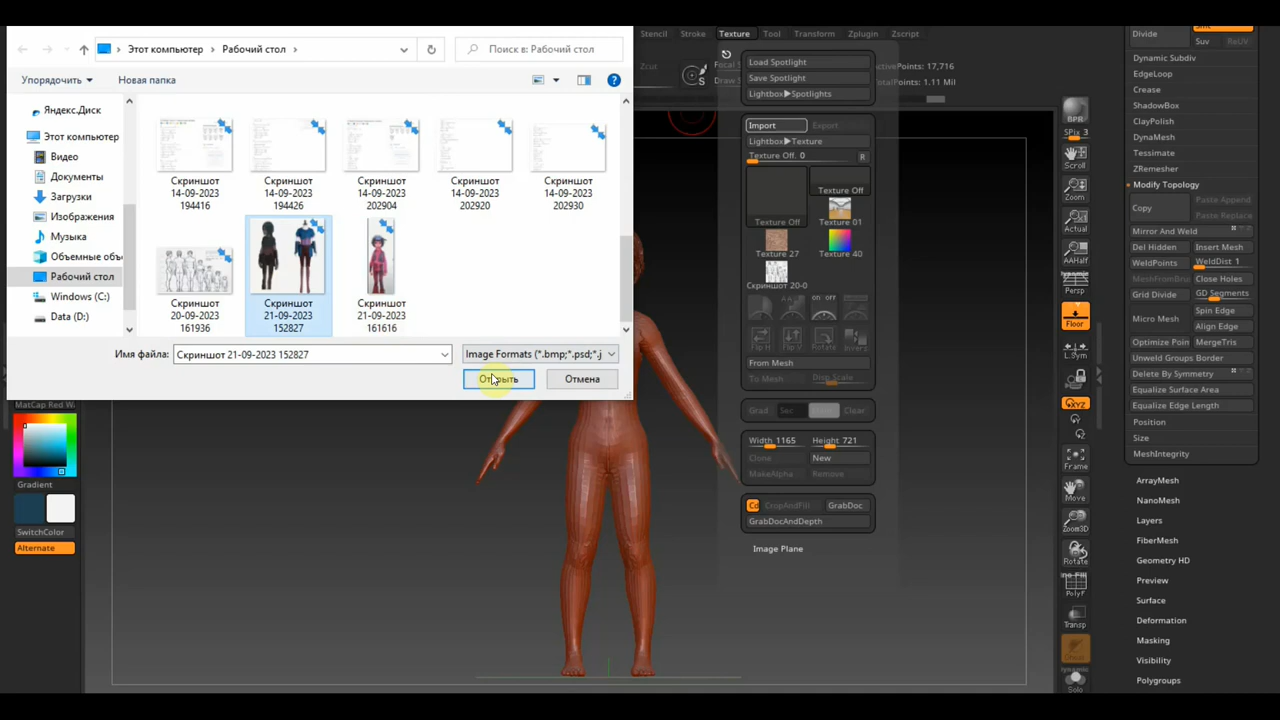 Этот компьютер
Рабочий стол
Поиск в: Рабочий стол
Упорядочить
Новая папка
Яндекс.Диск
Этот компьютер
Видео
Документы
Загрузки
Изображения
Музыка
Объемные объ
Рабочий стол
Windows (C:)
Data (D:)
Скриншот
14-09-2023
194416
Скриншот
14-09-2023
194426
Скриншот
14-09-2023
202904
Скриншот
14-09-2023
202920
Скриншот
14-09-2023
202930
Скриншот
20-09-2023
161936
Скриншот
21-09-2023
152827
Скриншот
21-09-2023
161616
Имя файла:
Скриншот 21-09-2023 152827
Image Formats (*.bmp;*.psd;*.j
Открыть
Отмена
MatCap Red W
Gradient
SwitchColor
Alternate
Stencil
Stroke
Texture
Tool
Transform
Zplugin
Zscript
Zcut
Focal S
Draw S
ActivePoints: 17,716
TotalPoints: 1.11 Mil
Load Spotlight
Save Spotlight
Lightbox▶Spotlights
Import
Export
Lightbox▶Texture
Texture Off. 0
R
Texture Off
Texture Off
Texture 01
Texture 27
Texture 40
Скриншот 20-0
on off
Flip H
Flip V
Rotate
Invers
From Mesh
To Mesh
Disp Scale
Grad
Sec
Main
Clear
Width 1165
Height 721
Clone
New
MakeAlpha
Remove
CropAndFill
GrabDoc
GrabDocAndDepth
Image Plane
BPR
SPix 3
Scroll
Zoom
Actual
AAHalf
Dynamic
Persp
Floor
L.Sym
XYZ
Frame
Move
Zoom3D
Rotate
PolyF
Transp
Dynamic
Solo
Divide
Smt
Suv
ReUV
Dynamic Subdiv
EdgeLoop
Crease
ShadowBox
ClayPolish
DynaMesh
Tessimate
ZRemesher
Modify Topology
Copy
Paste Append
Paste Replace
Mirror And Weld
Del Hidden
Insert Mesh
WeldPoints
WeldDist 1
MeshFromBru
Close Holes
Grid Divide
GD Segments
Micro Mesh
Spin Edge
Align Edge
Optimize Poin
MergeTris
Unweld Groups Border
Delete By Symmetry
Equalize Surface Area
Equalize Edge Length
Position
Size
MeshIntegrity
ArrayMesh
NanoMesh
Layers
FiberMesh
Geometry HD
Preview
Surface
Deformation
Masking
Visibility
Polygroups